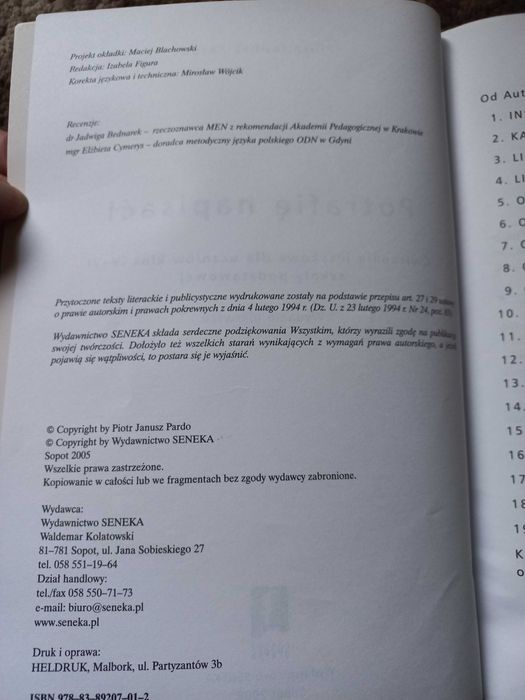 Projekt okładki: Maciej Blachowski
Redakcja: Izabela Figura
Korekta językowa i techniczna: Mirosław Wójcik
Recenzje:
dr Jadwiga Bednarek – rzeczoznawca MEN z rekomendacji Akademii Pedagogicznej w Krakowie
mgr Elżbieta Cymerys – doradca metodyczny języka polskiego ODN w Gdyni
Przytoczone teksty literackie i publicystyczne wydrukowane zostały na podstawie przepisu art. 27 i 29 ustawy
o prawie autorskim i prawach pokrewnych z dnia 4 lutego 1994 r. (Dz. U. z 23 lutego 1994 r. Nr 24, poz.
Wydawnictwo SENEKA składa serdeczne podziękowania Wszystkim, którzy wyrazili zgodę na publikację
swojej twórczości. Dołożyło też wszelkich starań wynikających z wymagań prawa autorskiego, a jeżeli
pojawią się wątpliwości, to postara się je wyjaśnić.
© Copyright by Piotr Janusz Pardo
© Copyright by Wydawnictwo SENEKA
Sopot 2005
Wszelkie prawa zastrzeżone.
Kopiowanie w całości lub we fragmentach bez zgody wydawcy zabronione.
Wydawca:
Wydawnictwo SENEKA
Waldemar Kolatowski
81–781 Sopot, ul. Jana Sobieskiego 27
tel. 058 551–19–64
Dział handlowy:
tel./fax 058 550–71–73
e-mail: biuro@seneka.pl
www.seneka.pl
Druk i oprawa:
HELDRUK, Malbork, ul. Partyzantów 3b
ISBN 978–83–89207–01–2
Od Aut
1. IN
2. KA
3. LI
4. LI
5. O
6. O
7. O
8.
9.
10.
11.
12.
13.
14.
15
16
17
18
19
K
o